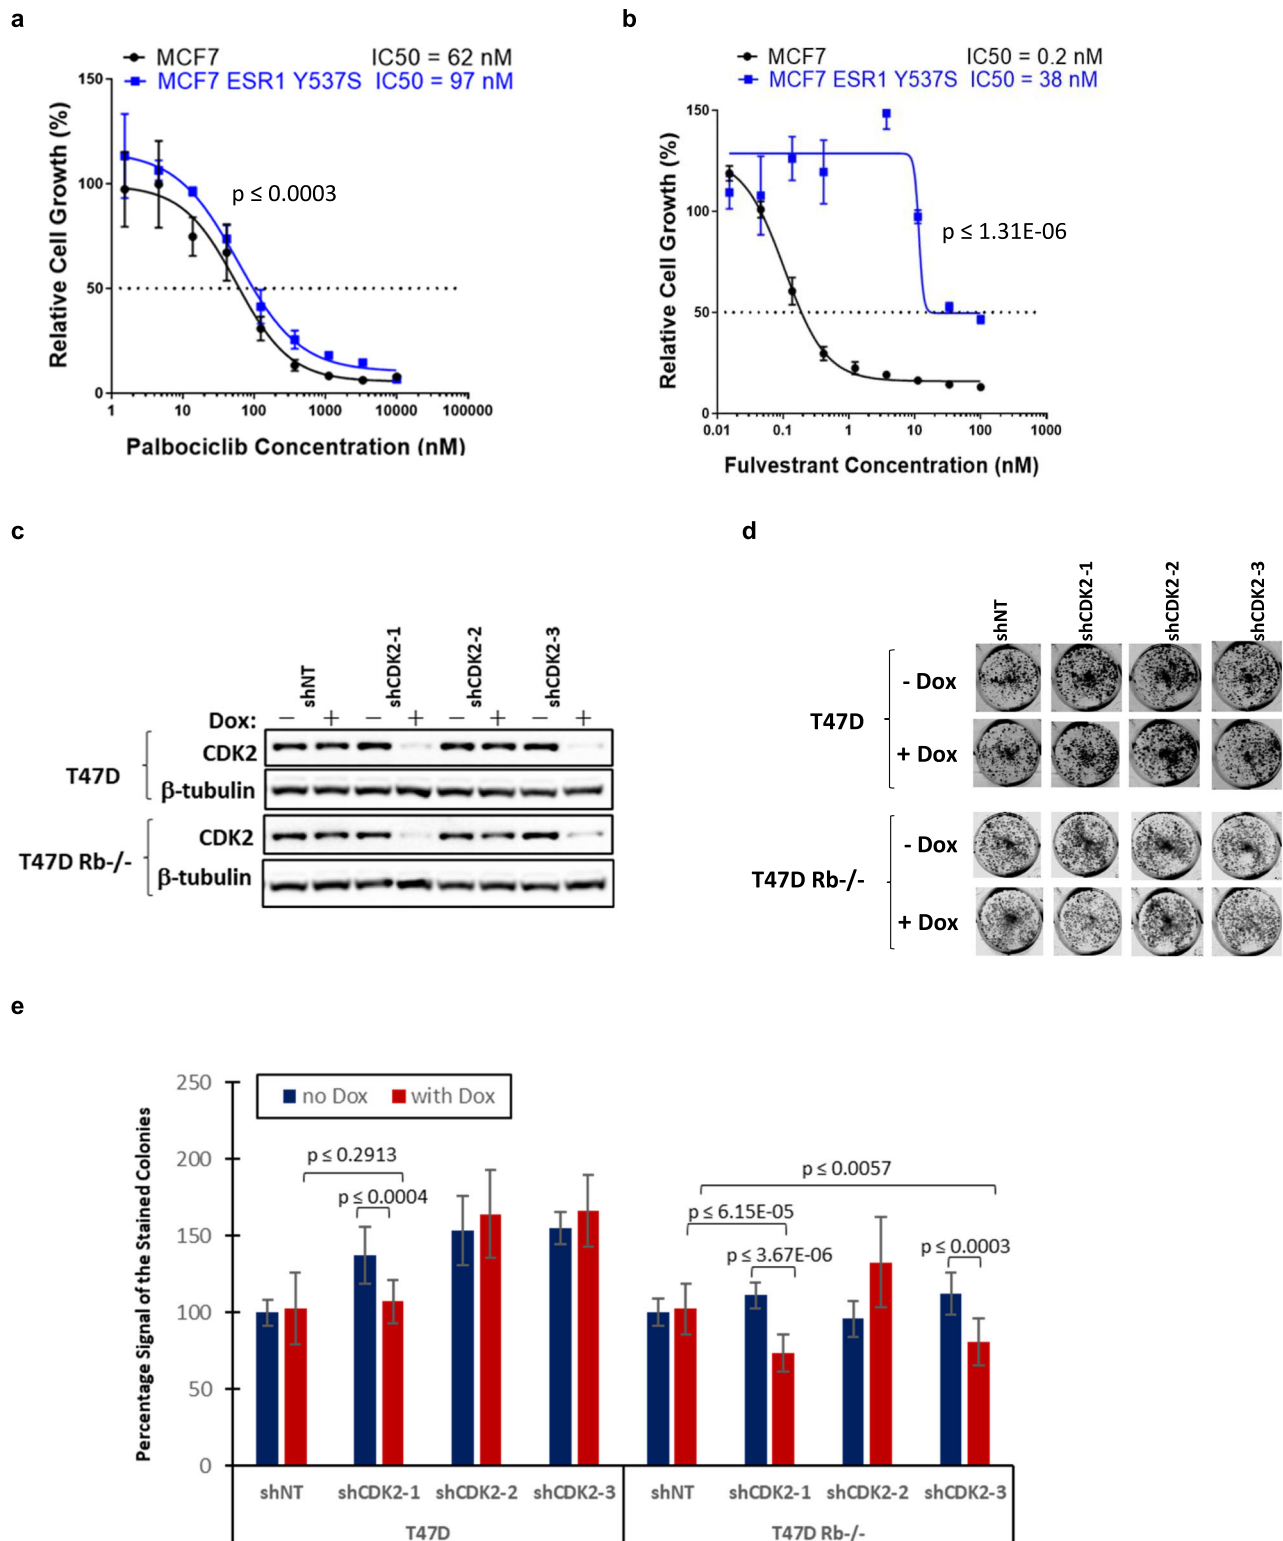 a
MCF7 IC50 = 62 nM
MCF7 ESR1 Y537S IC50 = 97 nM
150
100
50
0
p ≤ 0.0003
Relative Cell Growth (%)
1 10 100 1000 10000 100000
Palbociclib Concentration (nM)
b
MCF7 IC50 = 0.2 nM
MCF7 ESR1 Y537S IC50 = 38 nM
150
100
50
0
p ≤ 1.31E-06
Relative Cell Growth (%)
0.01 0.1 1 10 100 1000
Fulvestrant Concentration (nM)
c
shNT shCDK2-1 shCDK2-2 shCDK2-3
Dox: − + − + − + − +
T47D
CDK2
β-tubulin
T47D Rb-/-
CDK2
β-tubulin
d
shNT shCDK2-1 shCDK2-2 shCDK2-3
T47D
- Dox
+ Dox
T47D Rb-/-
- Dox
+ Dox
e
no Dox with Dox
Percentage Signal of the Stained Colonies
250
200
150
100
50
0
p ≤ 0.2913
p ≤ 0.0004
p ≤ 0.0057
p ≤ 6.15E-05
p ≤ 3.67E-06
p ≤ 0.0003
shNT shCDK2-1 shCDK2-2 shCDK2-3 shNT shCDK2-1 shCDK2-2 shCDK2-3
T47D T47D Rb-/-